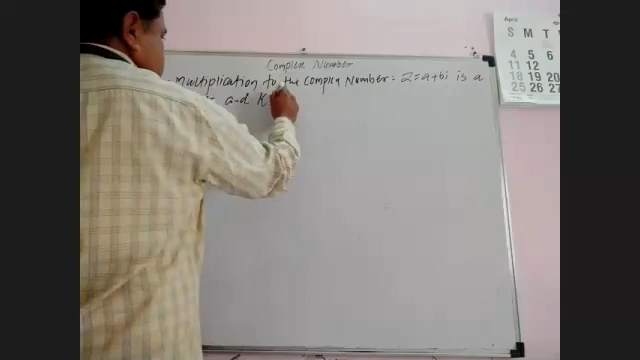 Complex Number
Multiplication to the Complex Number: Z = a+bi is a
and K
April
S M T
4 5 6
11 12
18 19 20
25 26 27